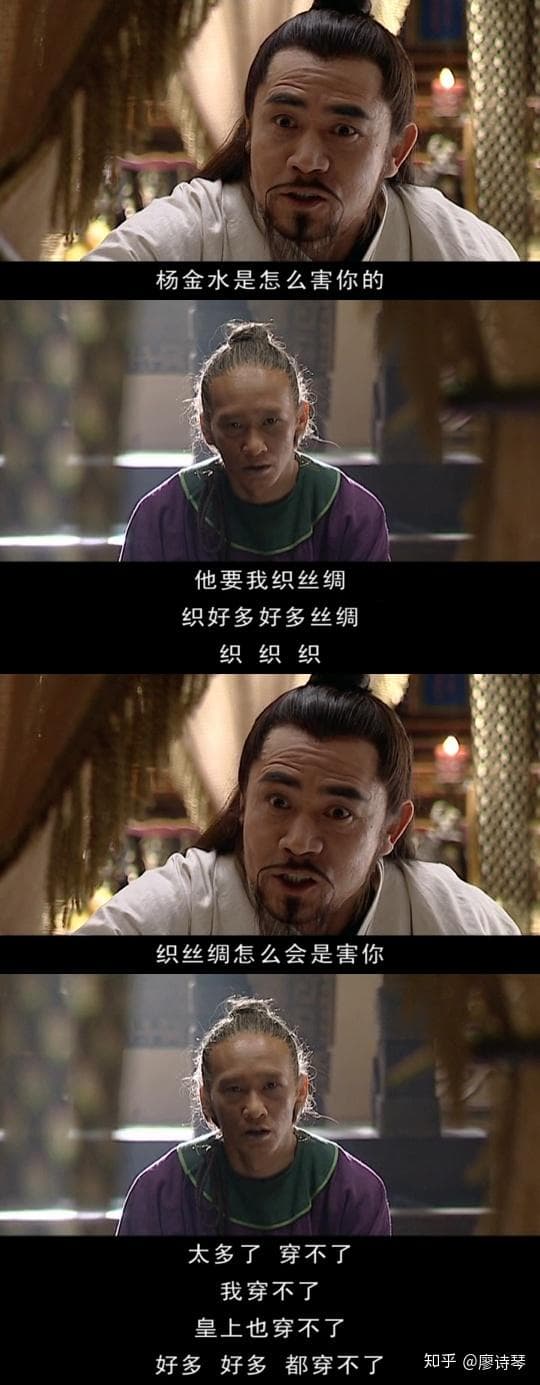 杨金水是怎么害你的
他要我织丝绸
织好多好多丝绸
织 织 织
织丝绸怎么会是害你
太多了 穿不了
我穿不了
皇上也穿不了
好多 好多 都穿不了
知乎 @廖诗琴